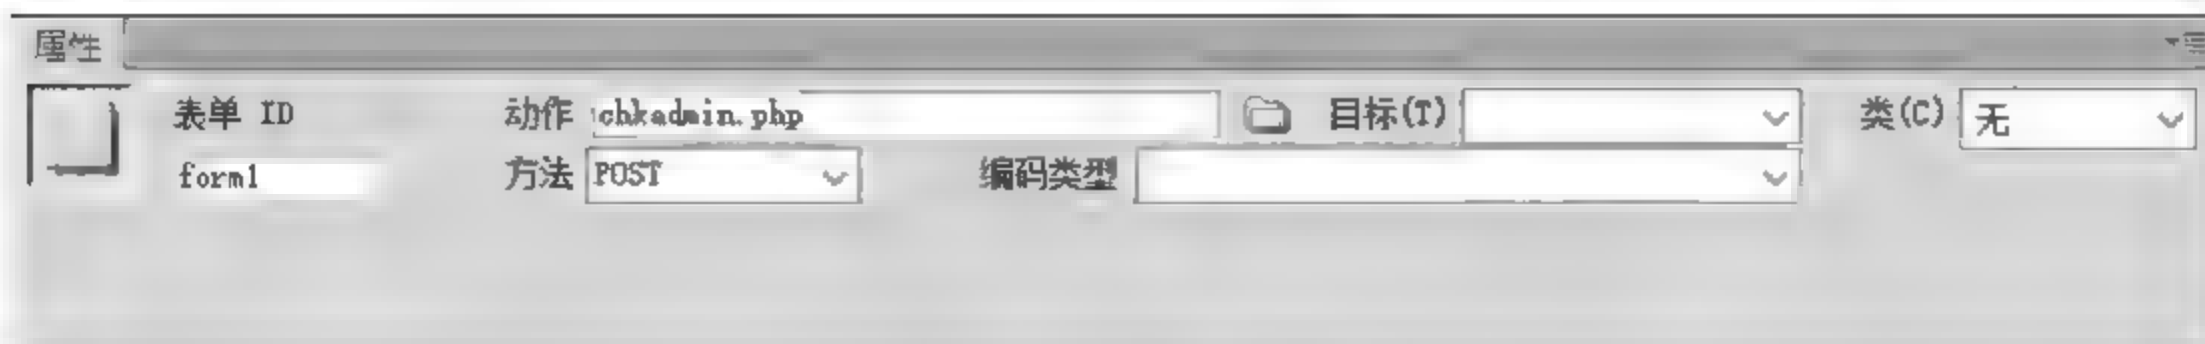 属性
表单 ID 动作 chkadmin.php 目标(T) 类(C) 无
form1 方法 POST 编码类型